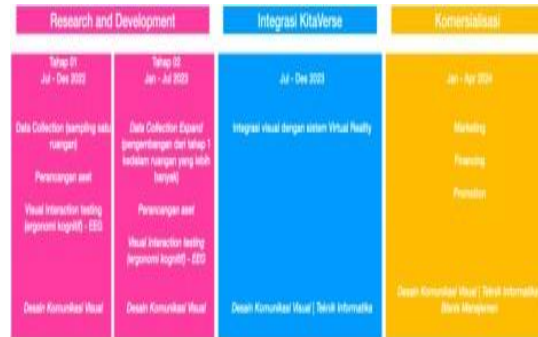 Research and Development
Integrasi KitaVerse
Komersialisasi
Tahap 01
Jul - Des 2022
Data Collection (sampling satu
ruangan)
Perancangan aset
Visual Interaction testing
(ergonomi kognitif) - EEG
Desain Komunikasi Visual
Tahap 02
Jan - Jul 2023
Data Collection Expand
(pengembangan dari tahap 1
kedalam ruangan yang lebih
banyak)
Perancangan aset
Visual Interaction testing
(ergonomi kognitif) - EEG
Desain Komunikasi Visual
Jul - Des 2023
Integrasi visual dengan sistem Virtual Reality
Desain Komunikasi Visual | Teknik Informatika
Jan - Apr 2024
Marketing
Financing
Promotion
Desain Komunikasi Visual | Teknik Informatika
Bisnis Manajemen